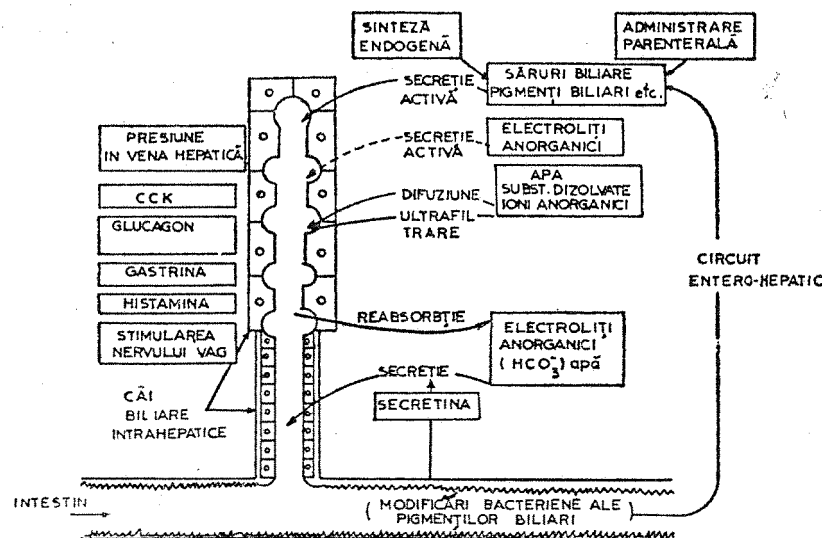 SINTEZĂ
ENDOGENĂ
ADMINISTRARE
PARENTERALĂ
SECREȚIE
ACTIVĂ
SĂRURI BILIARE
PIGMENȚI BILIARI etc.
PRESIUNE
IN VENA HEPATICĂ
SECREȚIE
ACTIVĂ
ELECTROLIȚI
ANORGANICI
CCK
DIFUZIUNE
ULTRAFIL
TRARE
APA
SUBST. DIZOLVATE
IONI ANORGANICI
GLUCAGON
GASTRINA
HISTAMINA
STIMULAREA
NERVULUI VAG
CIRCUIT
ENTERO-HEPATIC
REABSORBȚIE
ELECTROLIȚI
ANORGANICI
(HCO₃⁻) apă
SECREȚIE
SECRETINA
CĂI
BILIARE
INTRAHEPATICE
INTESTIN
(MODIFICĂRI BACTERIENE ALE
PIGMENȚILOR BILIARI)